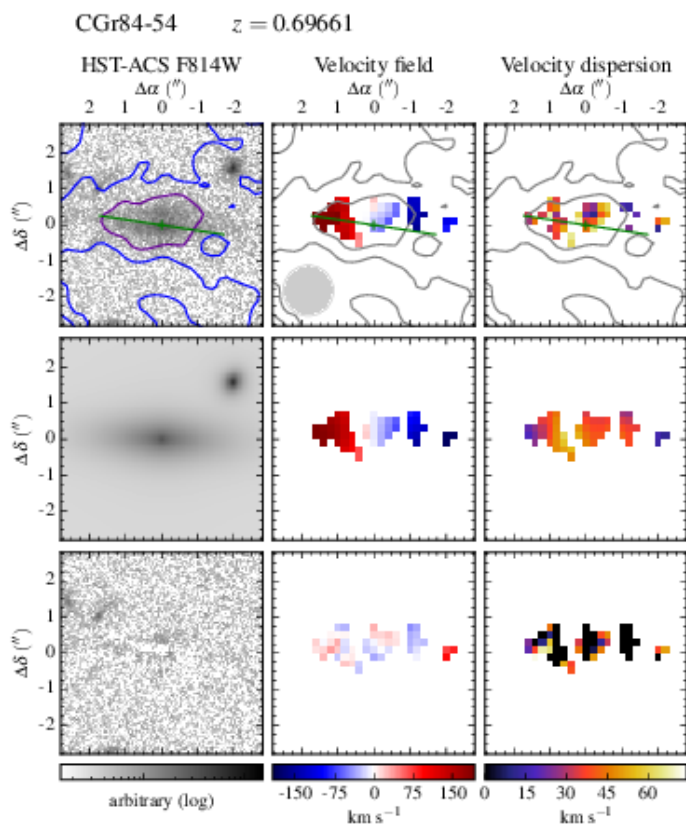 CGr84-54 z = 0.69661
HST-ACS F814W Velocity field Velocity dispersion
Δα (″) Δα (″) Δα (″)
2 1 0 -1 -2 2 1 0 -1 -2 2 1 0 -1 -2
Δδ (″)
2
1
0
-1
-2
Δδ (″)
2
1
0
-1
-2
Δδ (″)
2
1
0
-1
-2
arbitrary (log)
-150 -75 0 75 150
km s⁻¹
0 15 30 45 60
km s⁻¹